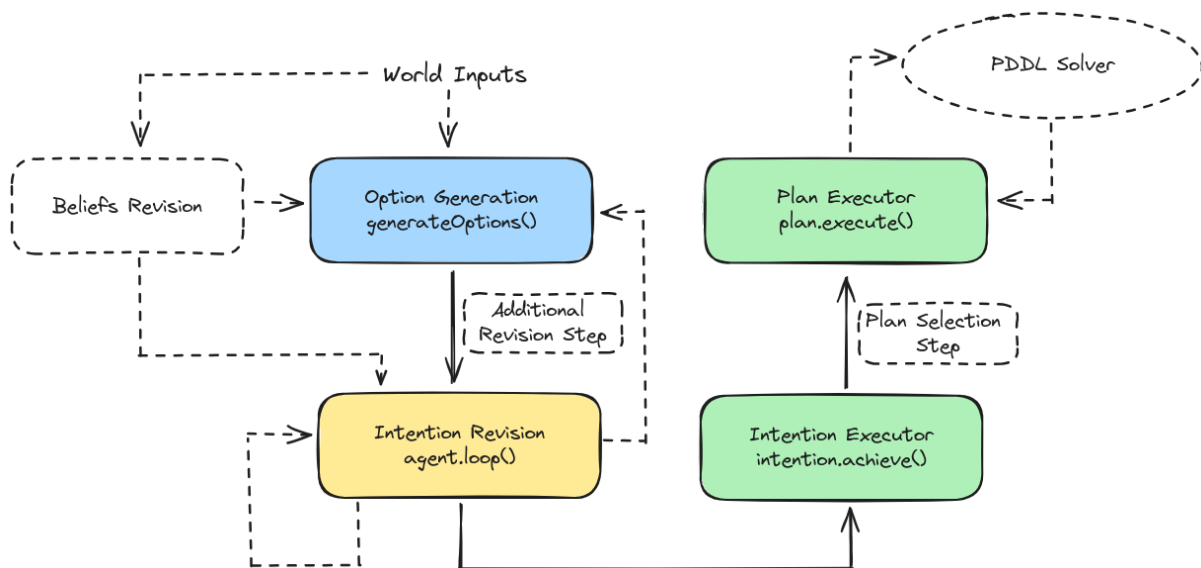 World Inputs
PDDL Solver
Beliefs Revision
Option Generation
generateOptions()
Plan Executor
plan.execute()
Additional
Revision Step
Plan Selection
Step
Intention Revision
agent.loop()
Intention Executor
intention.achieve()